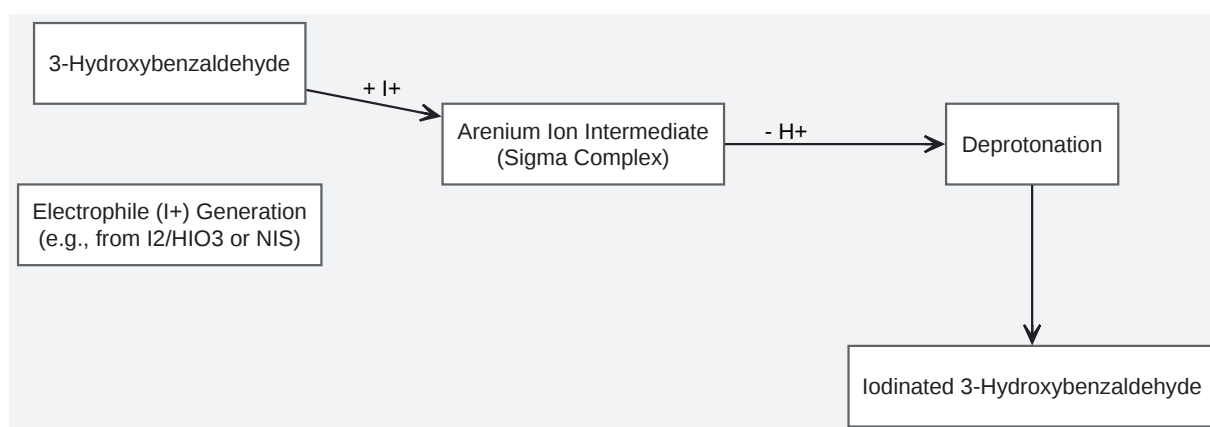 3-Hydroxybenzaldehyde
+ I+
Arenium Ion Intermediate
(Sigma Complex)
- H+
Deprotonation
Electrophile (I+) Generation
(e.g., from I2/HIO3 or NIS)
Iodinated 3-Hydroxybenzaldehyde